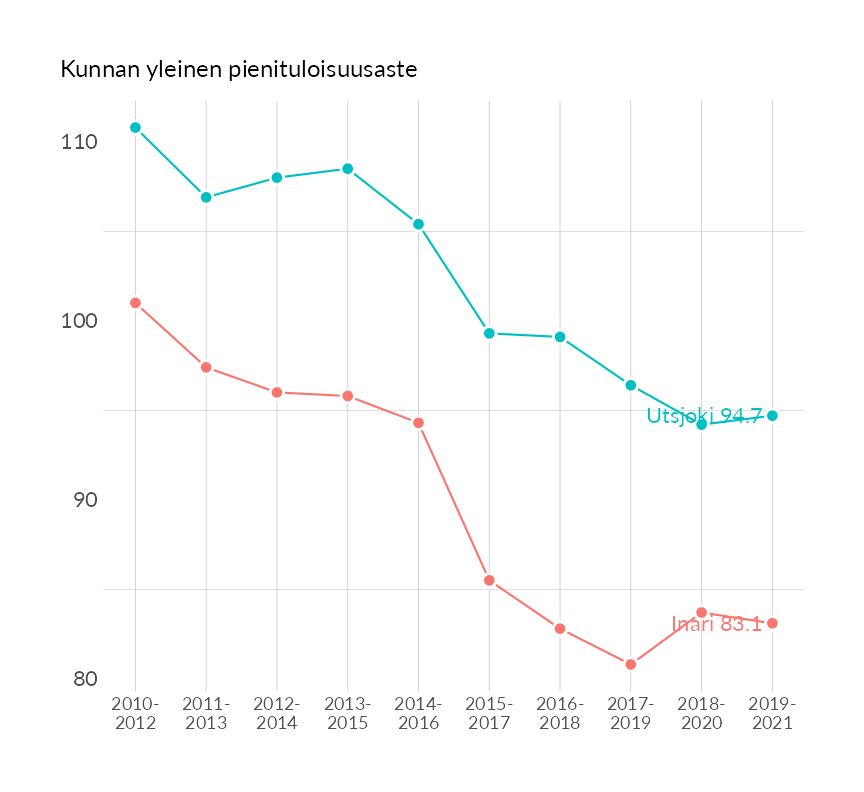 Kunnan yleinen pienituloisuusaste
110
100
90
80
Utsjoki 94.7
Inari 83.1
2010- 2011- 2012- 2013- 2014- 2015- 2016- 2017- 2018- 2019-
2012 2013 2014 2015 2016 2017 2018 2019 2020 2021